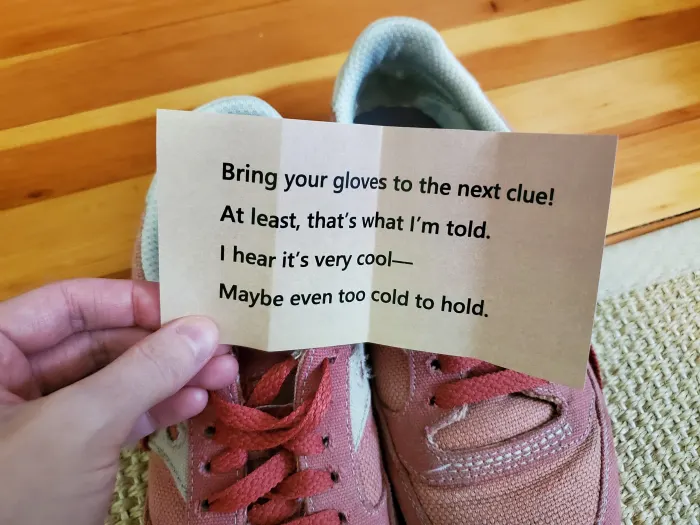 Bring your gloves to the next clue!
At least, that's what I'm told.
I hear it's very cool—
Maybe even too cold to hold.